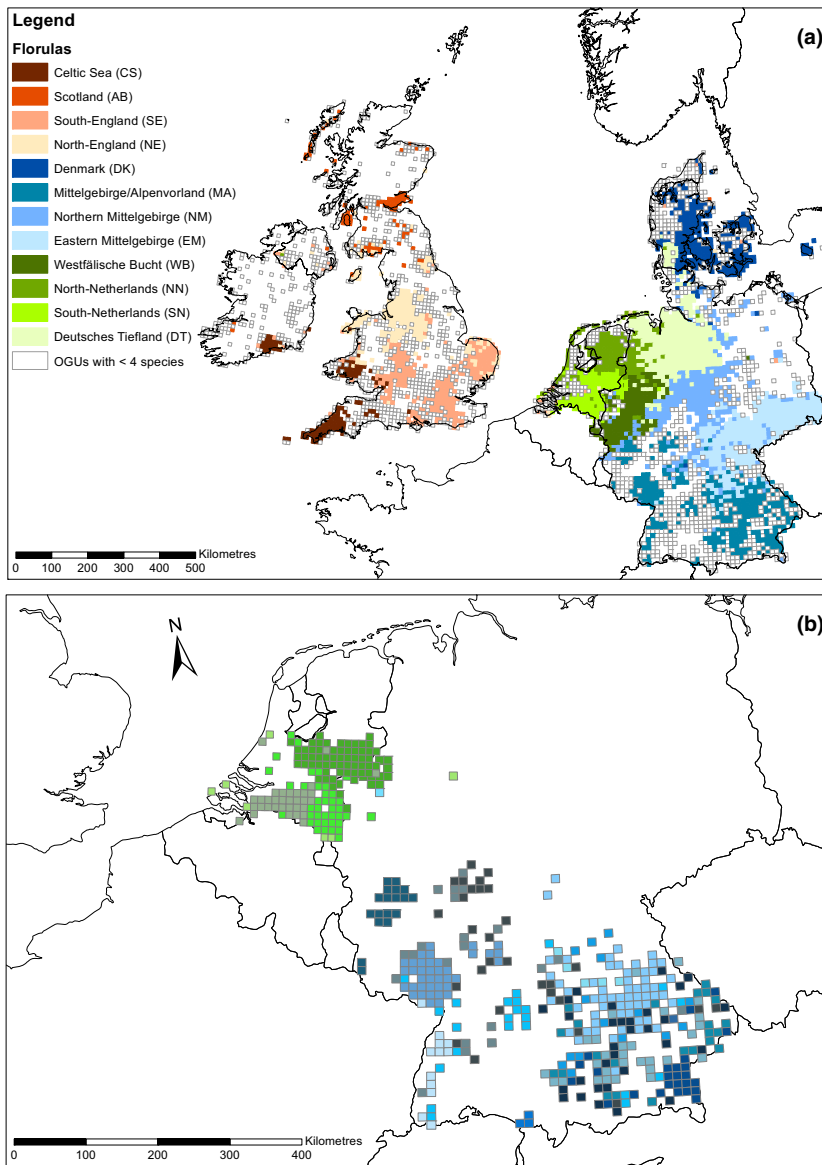 Legend
(a)
Florulas
Celtic Sea (CS)
Scotland (AB)
South-England (SE)
North-England (NE)
Denmark (DK)
Mittelgebirge/Alpenvorland (MA)
Northern Mittelgebirge (NM)
Eastern Mittelgebirge (EM)
Westfälische Bucht (WB)
North-Netherlands (NN)
South-Netherlands (SN)
Deutsches Tiefland (DT)
OGUs with < 4 species
Kilometres
0 100 200 300 400 500
(b)
N
Kilometres
0 100 200 300 400